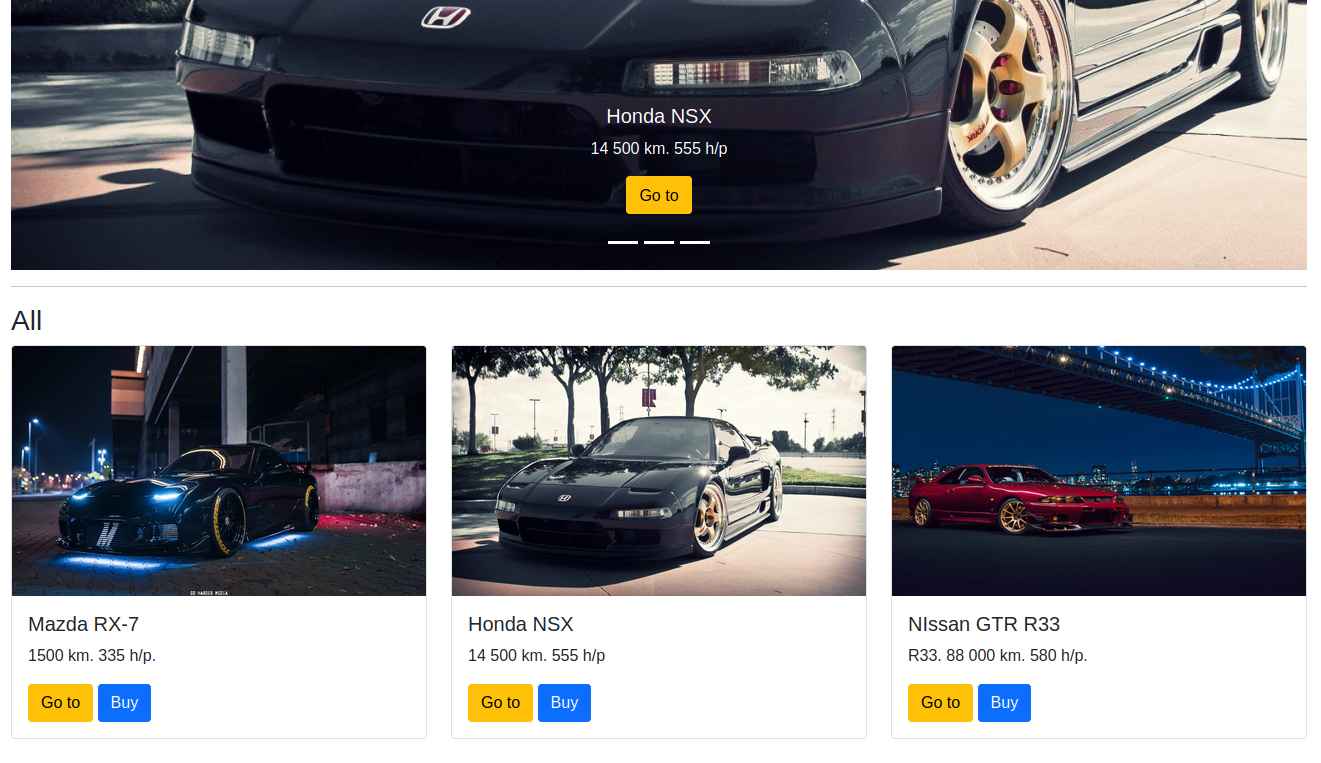 Honda NSX
14 500 km. 555 h/p
Go to
All
Mazda RX-7
1500 km. 335 h/p.
Go to Buy
Honda NSX
14 500 km. 555 h/p
Go to Buy
NIssan GTR R33
R33. 88 000 km. 580 h/p.
Go to Buy